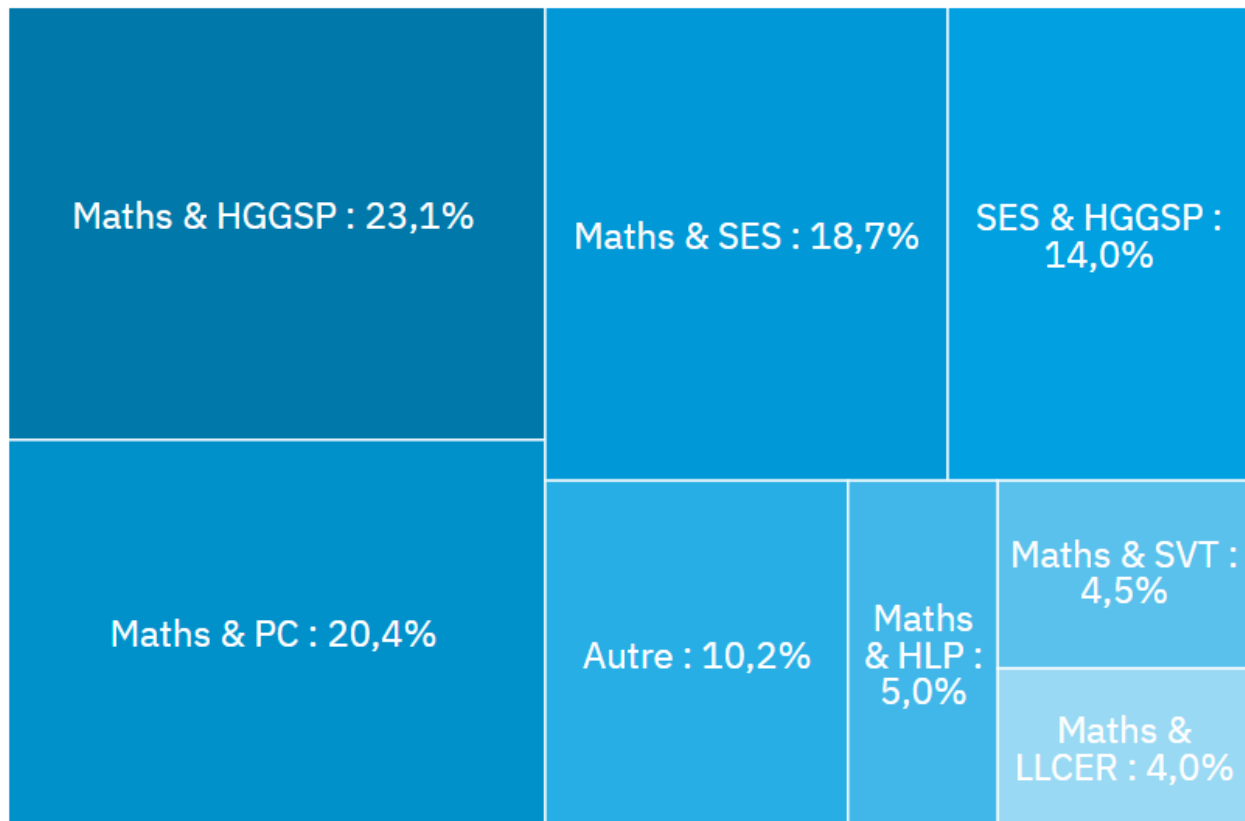 Maths & HGGSP : 23,1%
Maths & SES : 18,7%
SES & HGGSP :
14,0%
Maths & PC : 20,4%
Autre : 10,2%
Maths
& HLP :
5,0%
Maths & SVT :
4,5%
Maths &
LLCER : 4,0%